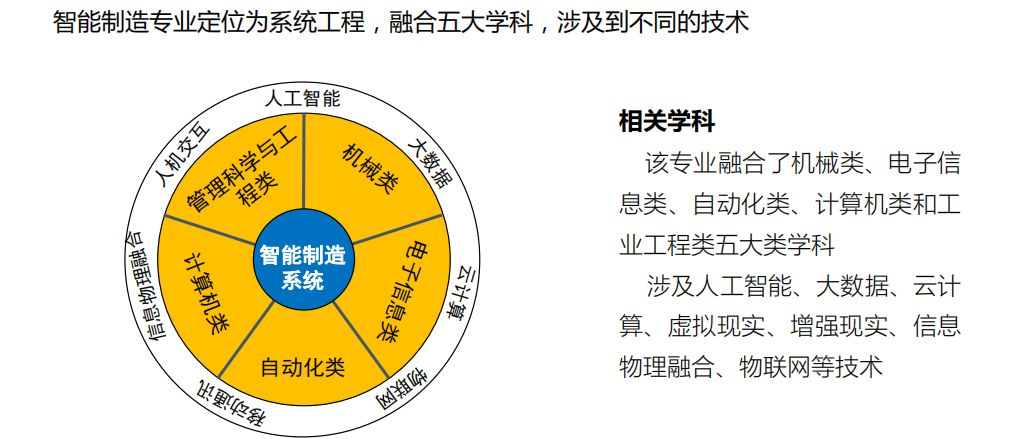 智能制造专业定位为系统工程，融合五大学科，涉及到不同的技术
人工智能
大数据
云计算
物联网
移动通讯
信息物理融合
人机交互
管理科学与工
程类
机械类
电子信息类
自动化类
计算机类
智能制造
系统
相关学科
该专业融合了机械类、电子信
息类、自动化类、计算机类和工
业工程类五大类学科
涉及人工智能、大数据、云计
算、虚拟现实、增强现实、信息
物理融合、物联网等技术